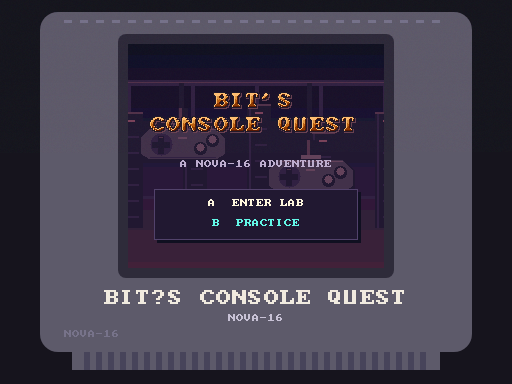 BIT'S
CONSOLE QUEST
A NOVA-16 ADVENTURE
A ENTER LAB
B PRACTICE
BIT?S CONSOLE QUEST
NOVA-16
NOVA-16